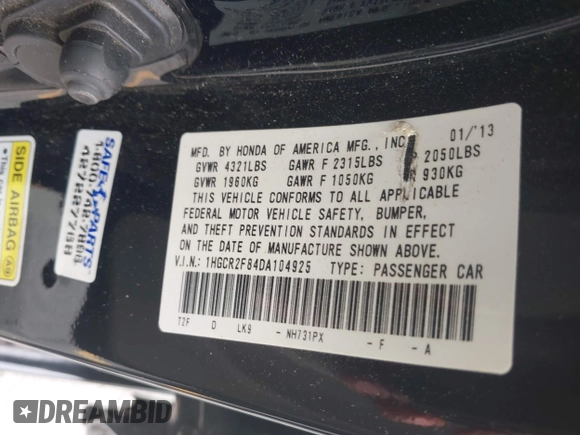 MFD. BY HONDA OF AMERICA MFG., INC. 01/'13
GVWR 4321LBS GAWR F 2315LBS 2050LBS
GVWR 1960KG GAWR F 1050KG 930KG
THIS VEHICLE CONFORMS TO ALL APPLICABLE
FEDERAL MOTOR VEHICLE SAFETY, BUMPER,
AND THEFT PREVENTION STANDARDS IN EFFECT
ON THE DATE OF MANUFACTURE SHOWN ABOVE.
V.I.N.: 1HGCR2F84DA104925 TYPE: PASSENGER CAR
T2F D LK9 - NH731PX - F - A
SIDE AIRBAG
DREAMBID